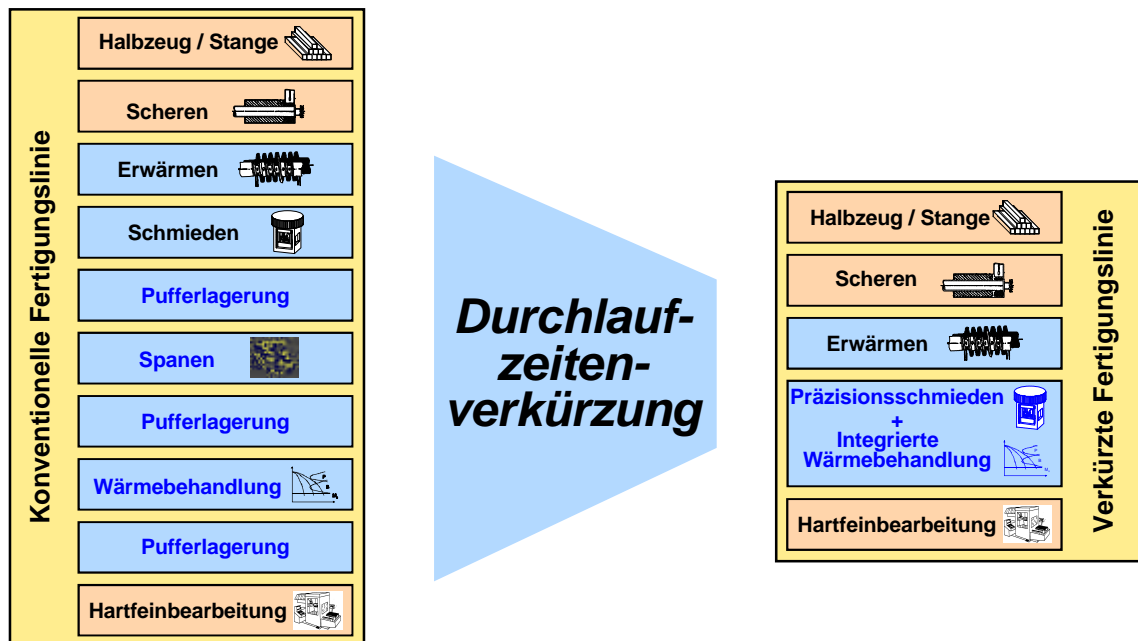 Konventionelle Fertigungslinie
Halbzeug / Stange
Scheren
Erwärmen
Schmieden
Pufferlagerung
Spanen
Pufferlagerung
Wärmebehandlung
Pufferlagerung
Hartfeinbearbeitung
Durchlauf-
zeiten-
verkürzung
Halbzeug / Stange
Scheren
Erwärmen
Präzisionsschmieden
+
Integrierte
Wärmebehandlung
Hartfeinbearbeitung
Verkürzte Fertigungslinie